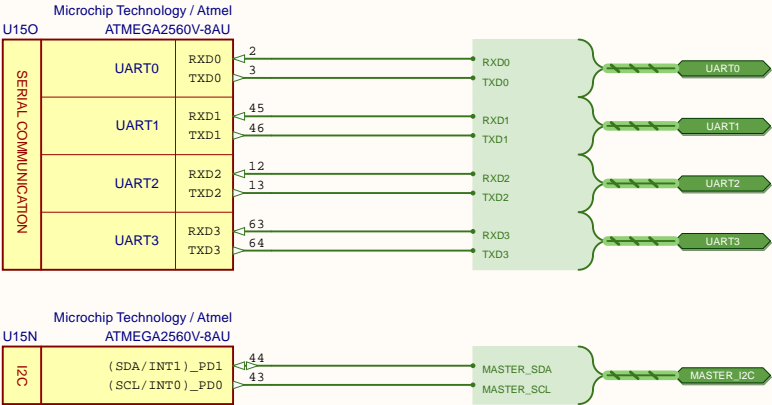 Microchip Technology / Atmel
U15O ATMEGA2560V-8AU
SERIAL COMMUNICATION
UART0 RXD0 2 RXD0 UART0
TXD0 3 TXD0
UART1 RXD1 45 RXD1 UART1
TXD1 46 TXD1
UART2 RXD2 12 RXD2 UART2
TXD2 13 TXD2
UART3 RXD3 63 RXD3 UART3
TXD3 64 TXD3
Microchip Technology / Atmel
U15N ATMEGA2560V-8AU
I2C
(SDA/INT1)_PD1 44 MASTER_SDA MASTER_I2C
(SCL/INT0)_PD0 43 MASTER_SCL